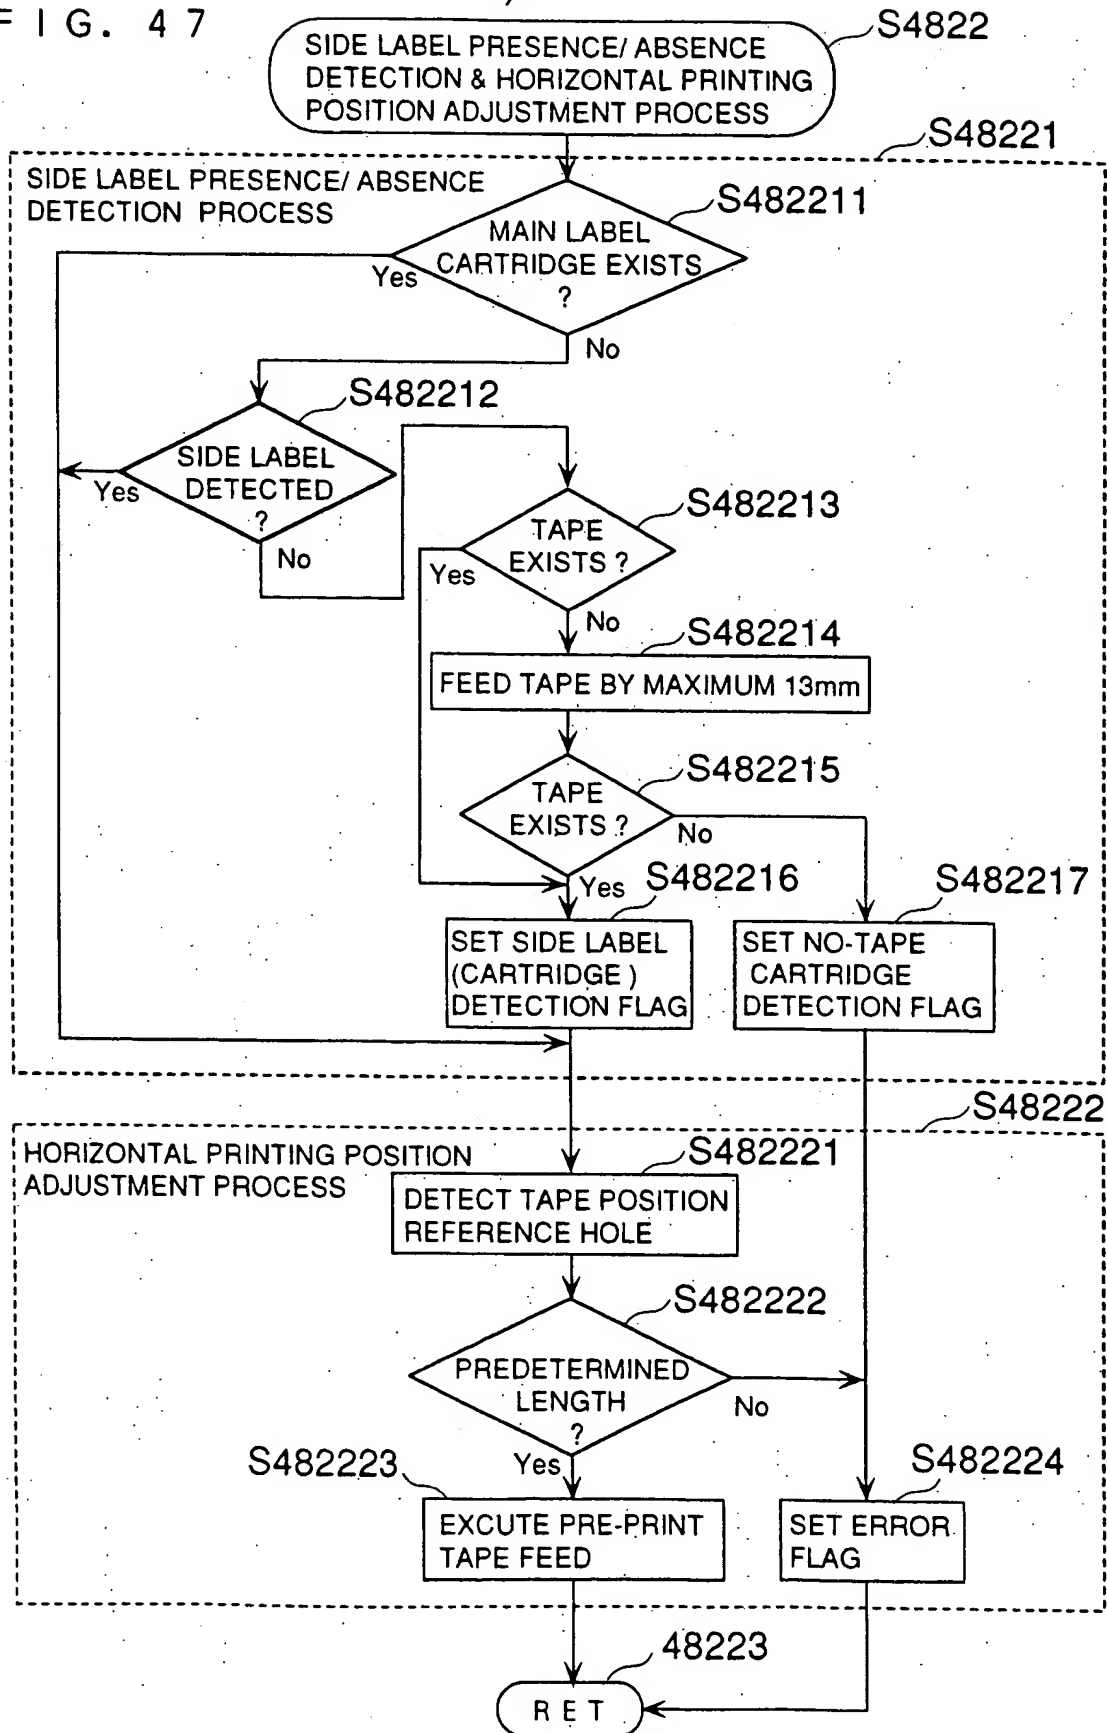 F I G. 4 7
S4822
SIDE LABEL PRESENCE/ ABSENCE
DETECTION & HORIZONTAL PRINTING
POSITION ADJUSTMENT PROCESS
S48221
SIDE LABEL PRESENCE/ ABSENCE
DETECTION PROCESS
S482211
MAIN LABEL
CARTRIDGE EXISTS
?
Yes
No
S482212
SIDE LABEL
DETECTED
?
Yes
No
S482213
TAPE
EXISTS ?
Yes
No
S482214
FEED TAPE BY MAXIMUM 13mm
S482215
TAPE
EXISTS ?
No
Yes
S482216
S482217
SET SIDE LABEL
(CARTRIDGE )
DETECTION FLAG
SET NO-TAPE
CARTRIDGE
DETECTION FLAG
S48222
HORIZONTAL PRINTING POSITION
ADJUSTMENT PROCESS
S482221
DETECT TAPE POSITION
REFERENCE HOLE
S482222
PREDETERMINED
LENGTH
?
No
Yes
S482223
S482224
EXCUTE PRE-PRINT
TAPE FEED
SET ERROR
FLAG
48223
R E T